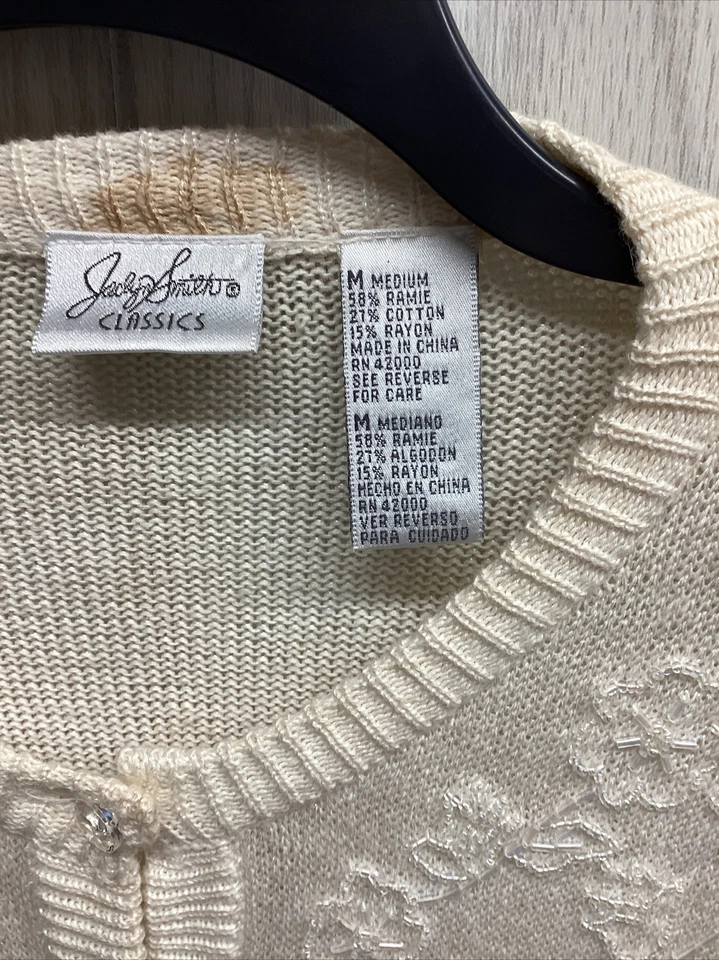 Jaclyn Smith®
CLASSICS
M MEDIUM
58% RAMIE
27% COTTON
15% RAYON
MADE IN CHINA
RN 42000
SEE REVERSE
FOR CARE
M MEDIANO
58% RAMIE
27% ALGODON
15% RAYON
HECHO EN CHINA
RN 42000
VER REVERSO
PARA CUIDADO